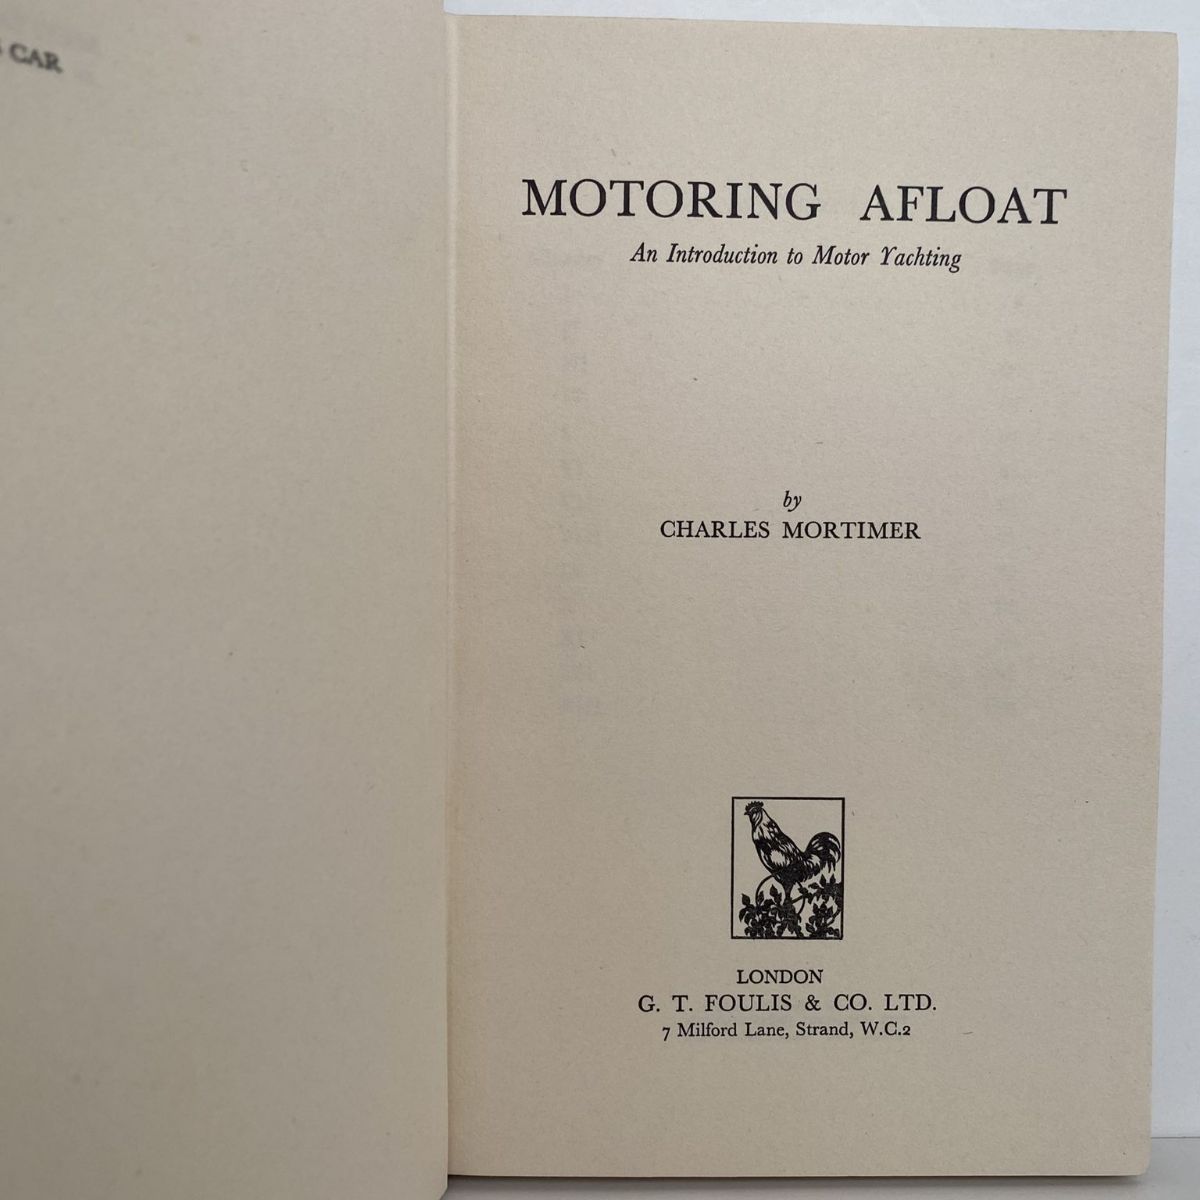 CAR
MOTORING AFLOAT
An Introduction to Motor Yachting
by
CHARLES MORTIMER
LONDON
G. T. FOULIS & CO. LTD.
7 Milford Lane, Strand, W.C.2